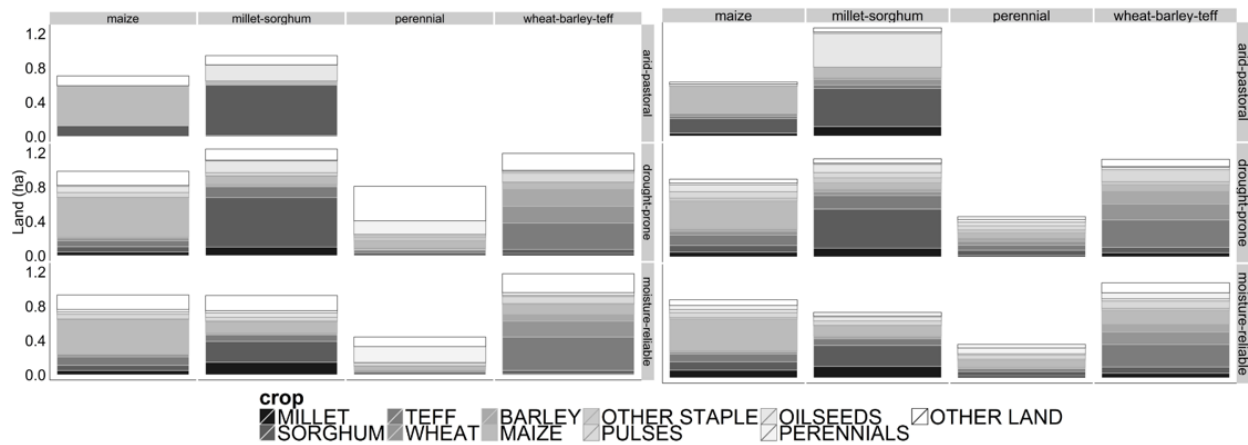 maize millet-sorghum perennial wheat-barley-teff maize millet-sorghum perennial wheat-barley-teff
1.2
0.8
0.4
0.0
arid-pastoral
arid-pastoral
1.2
0.8
0.4
0.0
Land (ha)
drought-prone
drought-prone
1.2
0.8
0.4
0.0
moisture-reliable
moisture-reliable
crop
MILLET TEFF BARLEY OTHER STAPLE OILSEEDS OTHER LAND
SORGHUM WHEAT MAIZE PULSES PERENNIALS